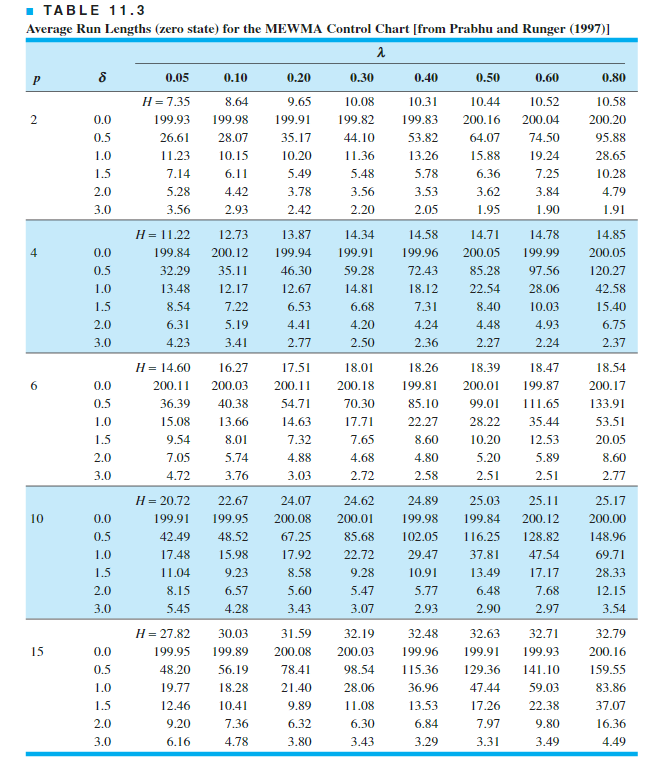 TABLE 11.3
Average Run Lengths (zero state) for the MEWMA Control Chart [from Prabhu and Runger (1997)]
λ
p δ 0.05 0.10 0.20 0.30 0.40 0.50 0.60 0.80
H = 7.35 8.64 9.65 10.08 10.31 10.44 10.52 10.58
2 0.0 199.93 199.98 199.91 199.82 199.83 200.16 200.04 200.20
0.5 26.61 28.07 35.17 44.10 53.82 64.07 74.50 95.88
1.0 11.23 10.15 10.20 11.36 13.26 15.88 19.24 28.65
1.5 7.14 6.11 5.49 5.48 5.78 6.36 7.25 10.28
2.0 5.28 4.42 3.78 3.56 3.53 3.62 3.84 4.79
3.0 3.56 2.93 2.42 2.20 2.05 1.95 1.90 1.91
H = 11.22 12.73 13.87 14.34 14.58 14.71 14.78 14.85
4 0.0 199.84 200.12 199.94 199.91 199.96 200.05 199.99 200.05
0.5 32.29 35.11 46.30 59.28 72.43 85.28 97.56 120.27
1.0 13.48 12.17 12.67 14.81 18.12 22.54 28.06 42.58
1.5 8.54 7.22 6.53 6.68 7.31 8.40 10.03 15.40
2.0 6.31 5.19 4.41 4.20 4.24 4.48 4.93 6.75
3.0 4.23 3.41 2.77 2.50 2.36 2.27 2.24 2.37
H = 14.60 16.27 17.51 18.01 18.26 18.39 18.47 18.54
6 0.0 200.11 200.03 200.11 200.18 199.81 200.01 199.87 200.17
0.5 36.39 40.38 54.71 70.30 85.10 99.01 111.65 133.91
1.0 15.08 13.66 14.63 17.71 22.27 28.22 35.44 53.51
1.5 9.54 8.01 7.32 7.65 8.60 10.20 12.53 20.05
2.0 7.05 5.74 4.88 4.68 4.80 5.20 5.89 8.60
3.0 4.72 3.76 3.03 2.72 2.58 2.51 2.51 2.77
H = 20.72 22.67 24.07 24.62 24.89 25.03 25.11 25.17
10 0.0 199.91 199.95 200.08 200.01 199.98 199.84 200.12 200.00
0.5 42.49 48.52 67.25 85.68 102.05 116.25 128.82 148.96
1.0 17.48 15.98 17.92 22.72 29.47 37.81 47.54 69.71
1.5 11.04 9.23 8.58 9.28 10.91 13.49 17.17 28.33
2.0 8.15 6.57 5.60 5.47 5.77 6.48 7.68 12.15
3.0 5.45 4.28 3.43 3.07 2.93 2.90 2.97 3.54
H = 27.82 30.03 31.59 32.19 32.48 32.63 32.71 32.79
15 0.0 199.95 199.89 200.08 200.03 199.96 199.91 199.93 200.16
0.5 48.20 56.19 78.41 98.54 115.36 129.36 141.10 159.55
1.0 19.77 18.28 21.40 28.06 36.96 47.44 59.03 83.86
1.5 12.46 10.41 9.89 11.08 13.53 17.26 22.38 37.07
2.0 9.20 7.36 6.32 6.30 6.84 7.97 9.80 16.36
3.0 6.16 4.78 3.80 3.43 3.29 3.31 3.49 4.49